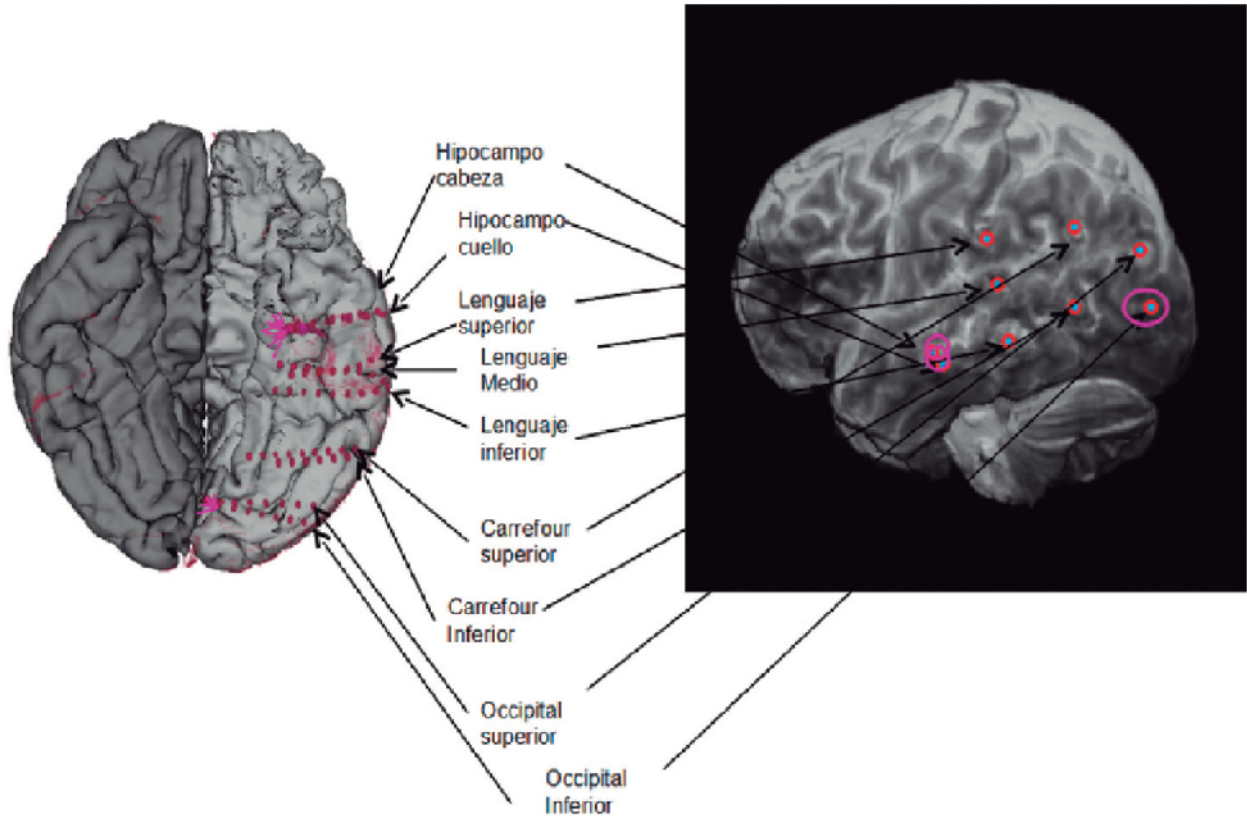 Hipocampo
cabeza
Hipocampo
cuello
Lenguaje
superior
Lenguaje
Medio
Lenguaje
inferior
Carrefour
superior
Carrefour
Inferior
Occipital
superior
Occipital
Inferior